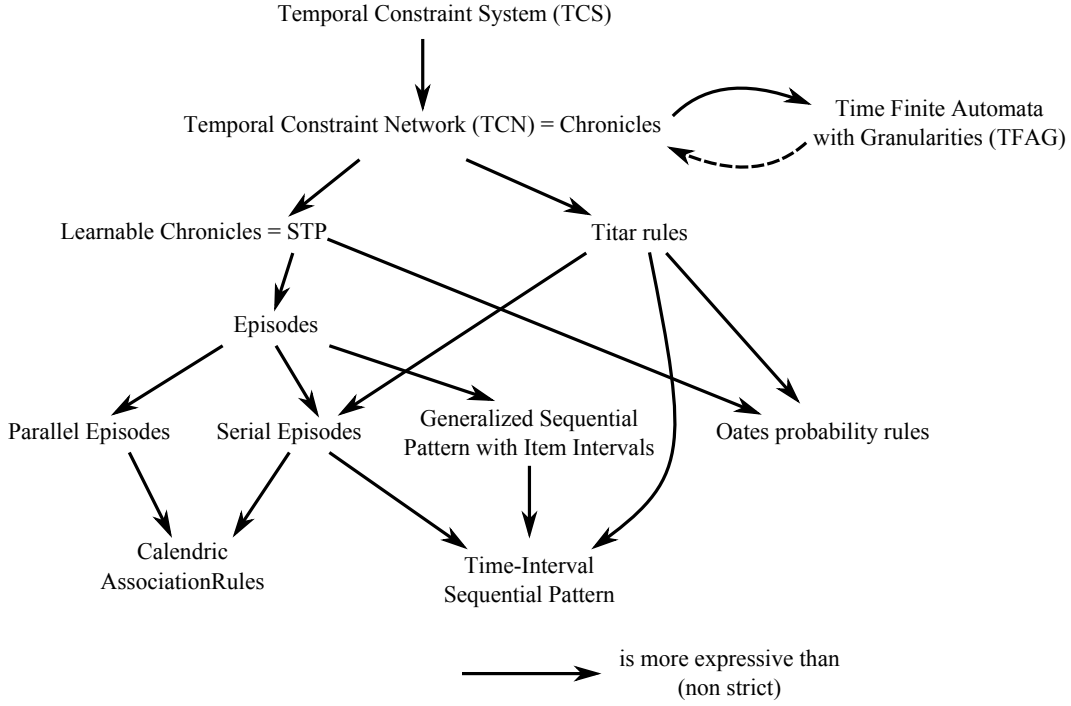 Temporal Constraint System (TCS)
Temporal Constraint Network (TCN) = Chronicles
Time Finite Automata
with Granularities (TFAG)
Learnable Chronicles = STP
Titar rules
Episodes
Parallel Episodes
Serial Episodes
Generalized Sequential
Pattern with Item Intervals
Oates probability rules
Calendric
AssociationRules
Time-Interval
Sequential Pattern
is more expressive than
(non strict)